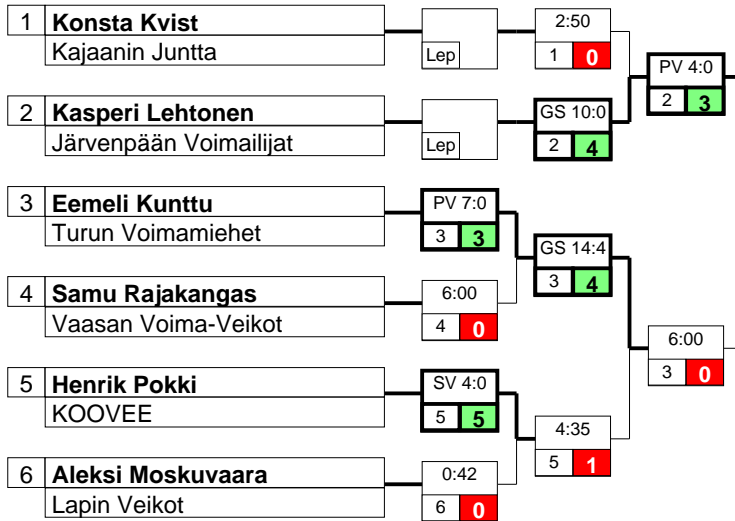 1 Konsta Kvist
Kajaanin Juntta
Lep
2:50
1 0
PV 4:0
2 3
2 Kasperi Lehtonen
Järvenpään Voimailijat
Lep
GS 10:0
2 4
3 Eemeli Kunttu
Turun Voimamiehet
PV 7:0
3 3
GS 14:4
3 4
4 Samu Rajakangas
Vaasan Voima-Veikot
6:00
4 0
6:00
3 0
5 Henrik Pokki
KOOVEE
SV 4:0
5 5
4:35
5 1
6 Aleksi Moskuvaara
Lapin Veikot
0:42
6 0